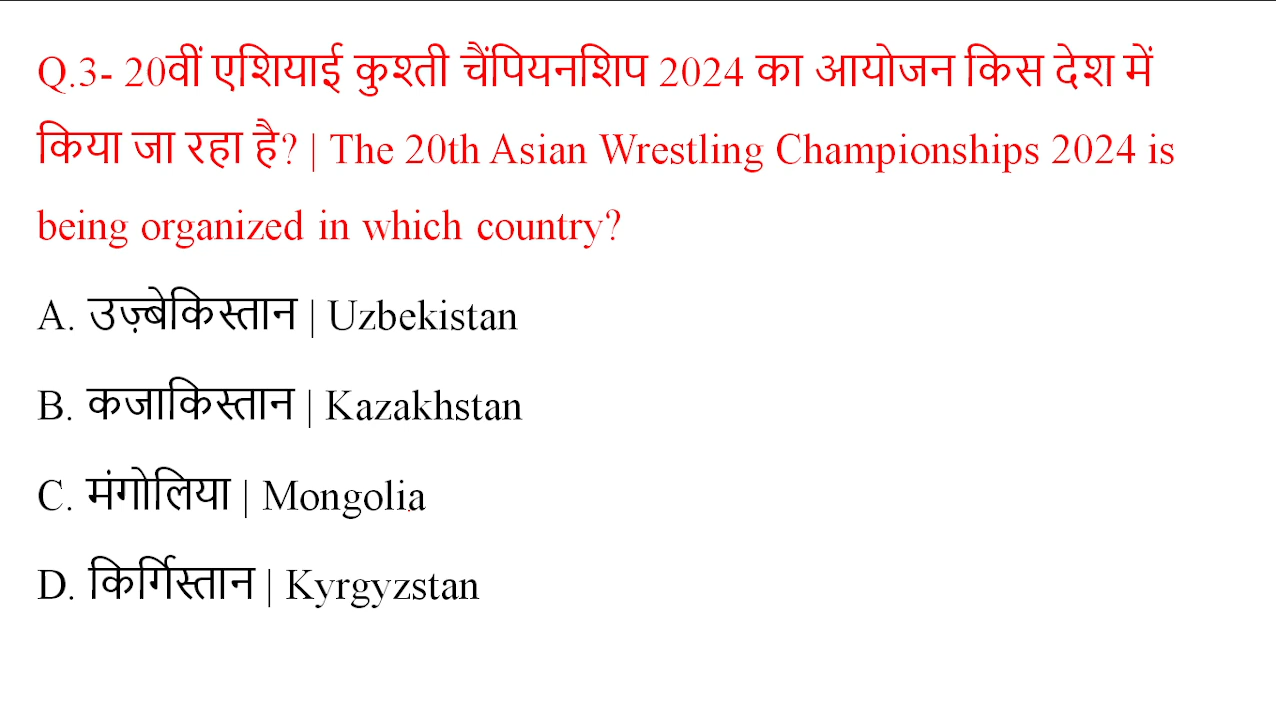 Q.3- 20वीं एशियाई कुश्ती चैंपियनशिप 2024 का आयोजन किस देश में
किया जा रहा है? | The 20th Asian Wrestling Championships 2024 is
being organized in which country?
A. उज़्बेकिस्तान | Uzbekistan
B. कजाकिस्तान | Kazakhstan
C. मंगोलिया | Mongolia
D. किर्गिस्तान | Kyrgyzstan